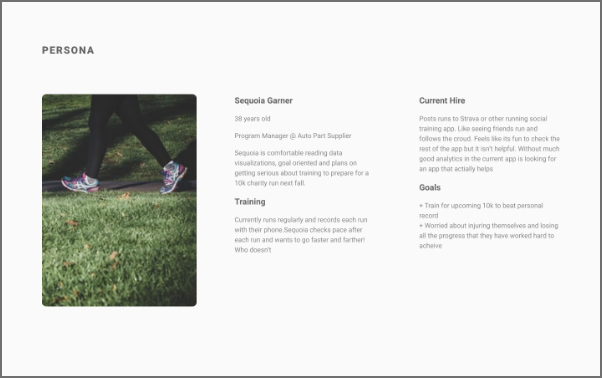 PERSONA
Sequoia Garner
38 years old
Program Manager @ Auto Part Supplier
Sequoia is comfortable reading data
visualizations, goal oriented and plans on
getting serious about training to prepare for a
10k charity run next fall.
Training
Currently runs regularly and records each run
with their phone.Sequoia checks pace after
each run and wants to go faster and farther!
Who doesn't
Current Hire
Posts runs to Strava or other running social
training app. Like seeing friends run and
follows the croud. Feels like its fun to check the
rest of the app but it isn't helpful. Without much
good analytics in the current app is looking for
an app that actially helps
Goals
+ Train for upcoming 10k to beat personal
record
+ Worried about injuring themselves and losing
all the progress that they have worked hard to
acheive